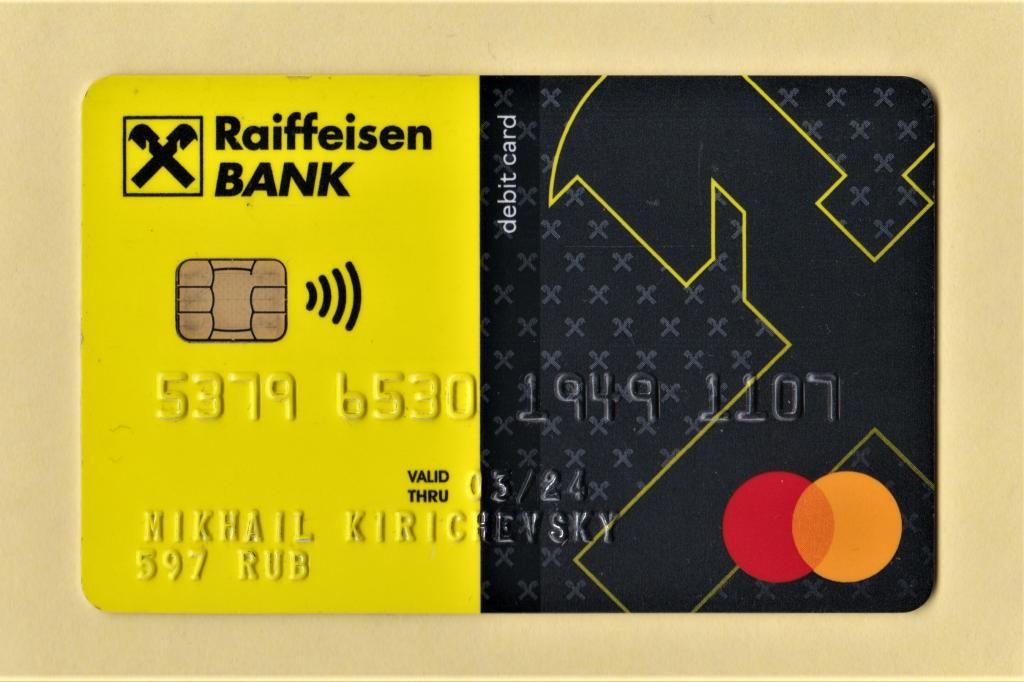 Raiffeisen
BANK
debit card
5379 6530 1949 1107
VALID THRU 03/24
MIKHAIL KIRICHEVSKY
597 RUB